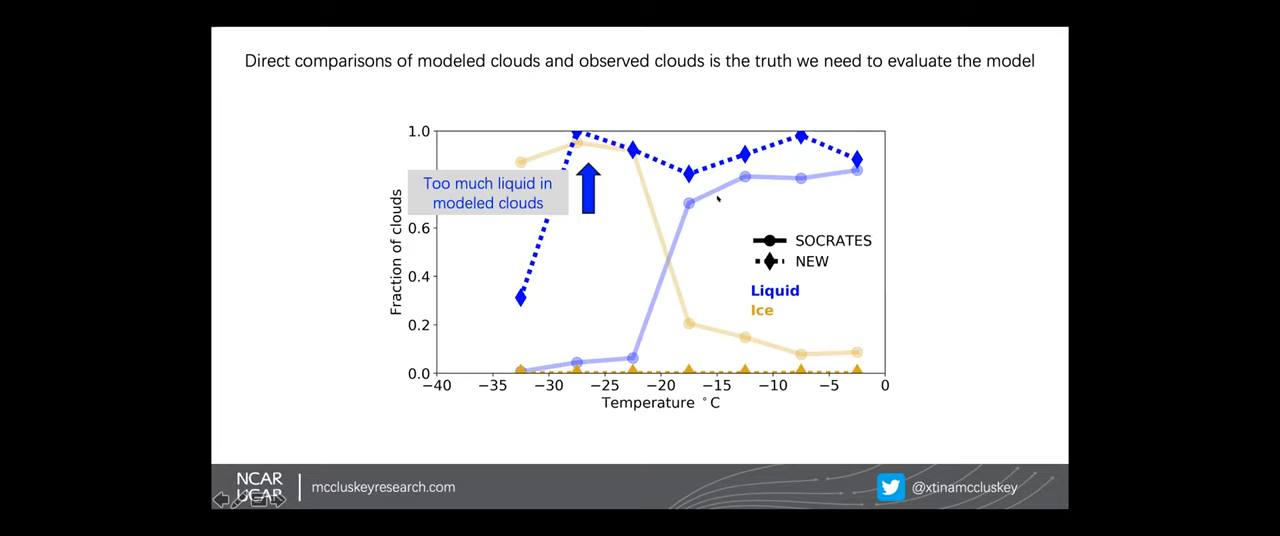 Direct comparisons of modeled clouds and observed clouds is the truth we need to evaluate the model
1.0
Too much liquid in
modeled clouds
0.6
0.4
0.2
0.0
Fraction of clouds
SOCRATES
NEW
Liquid
Ice
−40 −35 −30 −25 −20 −15 −10 −5 0
Temperature °C
NCAR
UCAR
mccluskeyresearch.com
@xtinamccluskey